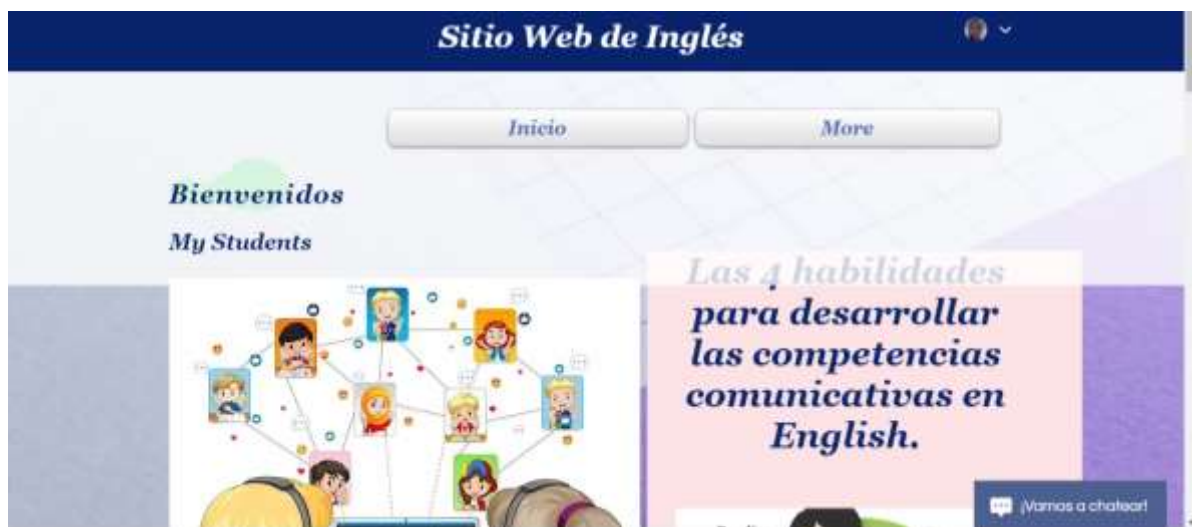 Sitio Web de Inglés
Inicio
More
Bienvenidos
My Students
Las 4 habilidades
para desarrollar
las competencias
comunicativas en
English.
¡Vamos a chatear!